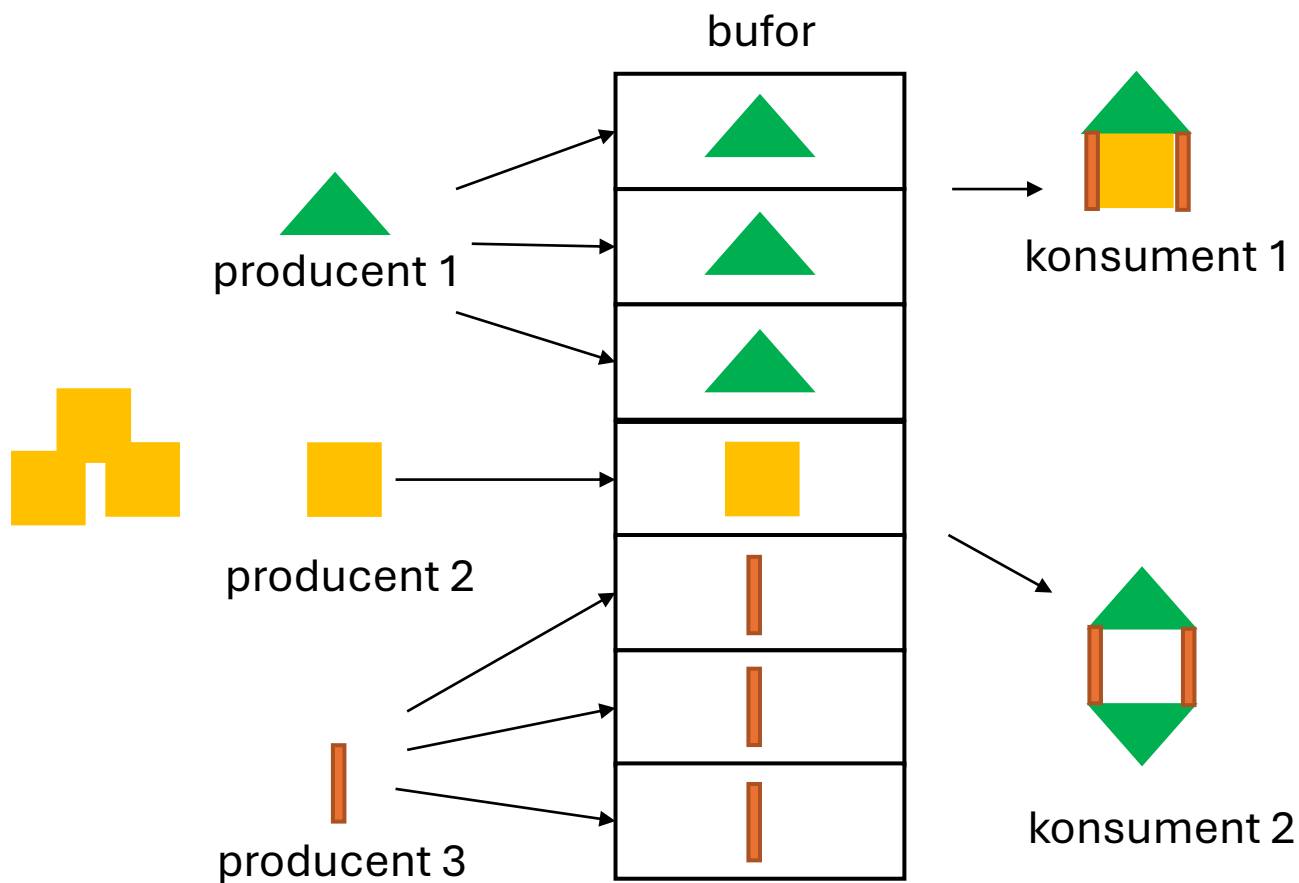 bufor
producent 1
konsument 1
producent 2
producent 3
konsument 2